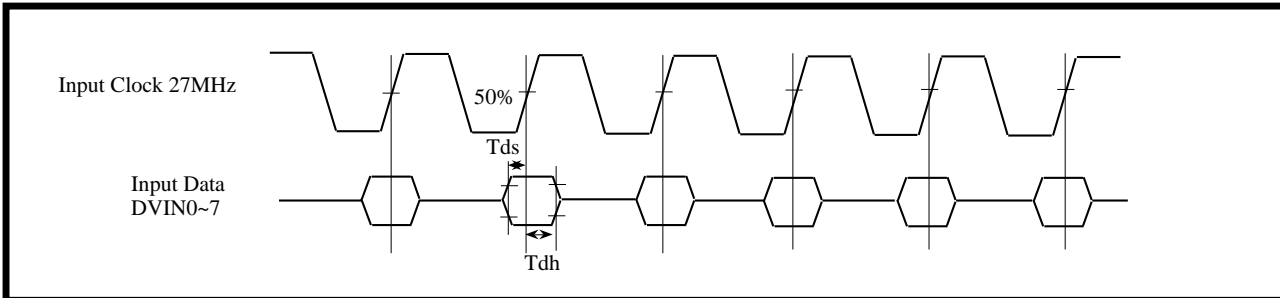 Input Clock 27MHz
50%
Tds
Input Data
DVIN0~7
Tdh